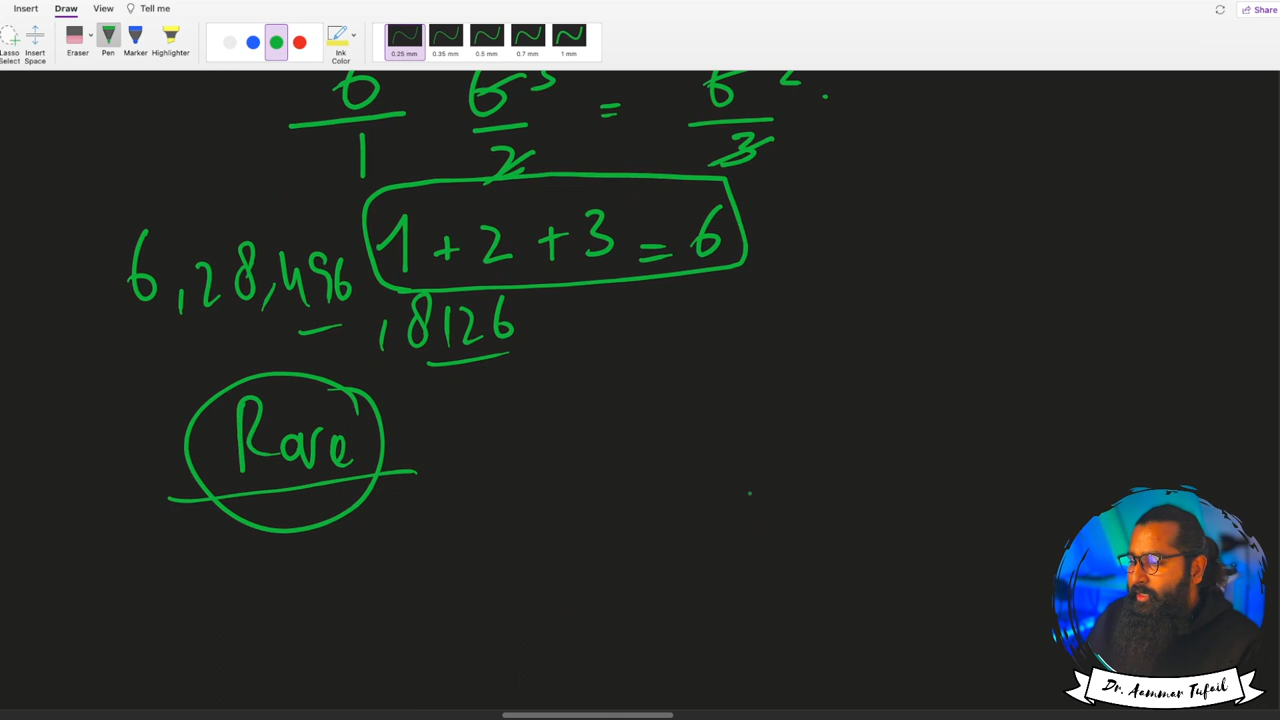 Insert Draw View Tell me
Share
Lasso Select
Insert Space
Eraser
Pen
Marker
Highlighter
Ink Color
0.25 mm
0.35 mm
0.5 mm
0.7 mm
1 mm
6 6 3 = 6 2
1 2 3
1 + 2 + 3 = 6
6, 28, 496
, 8126
Rare
Dr. Aammar Tufail